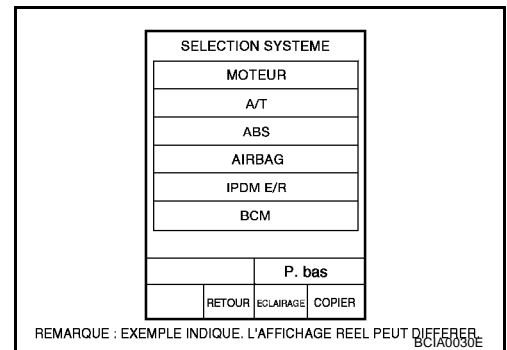 SELECTION SYSTEME
MOTEUR
A/T
ABS
AIRBAG
IPDM E/R
BCM
P. bas
RETOUR ECLAIRAGE COPIER
REMARQUE : EXEMPLE INDIQUE. L'AFFICHAGE REEL PEUT DIFFERER.
BCIA0030E